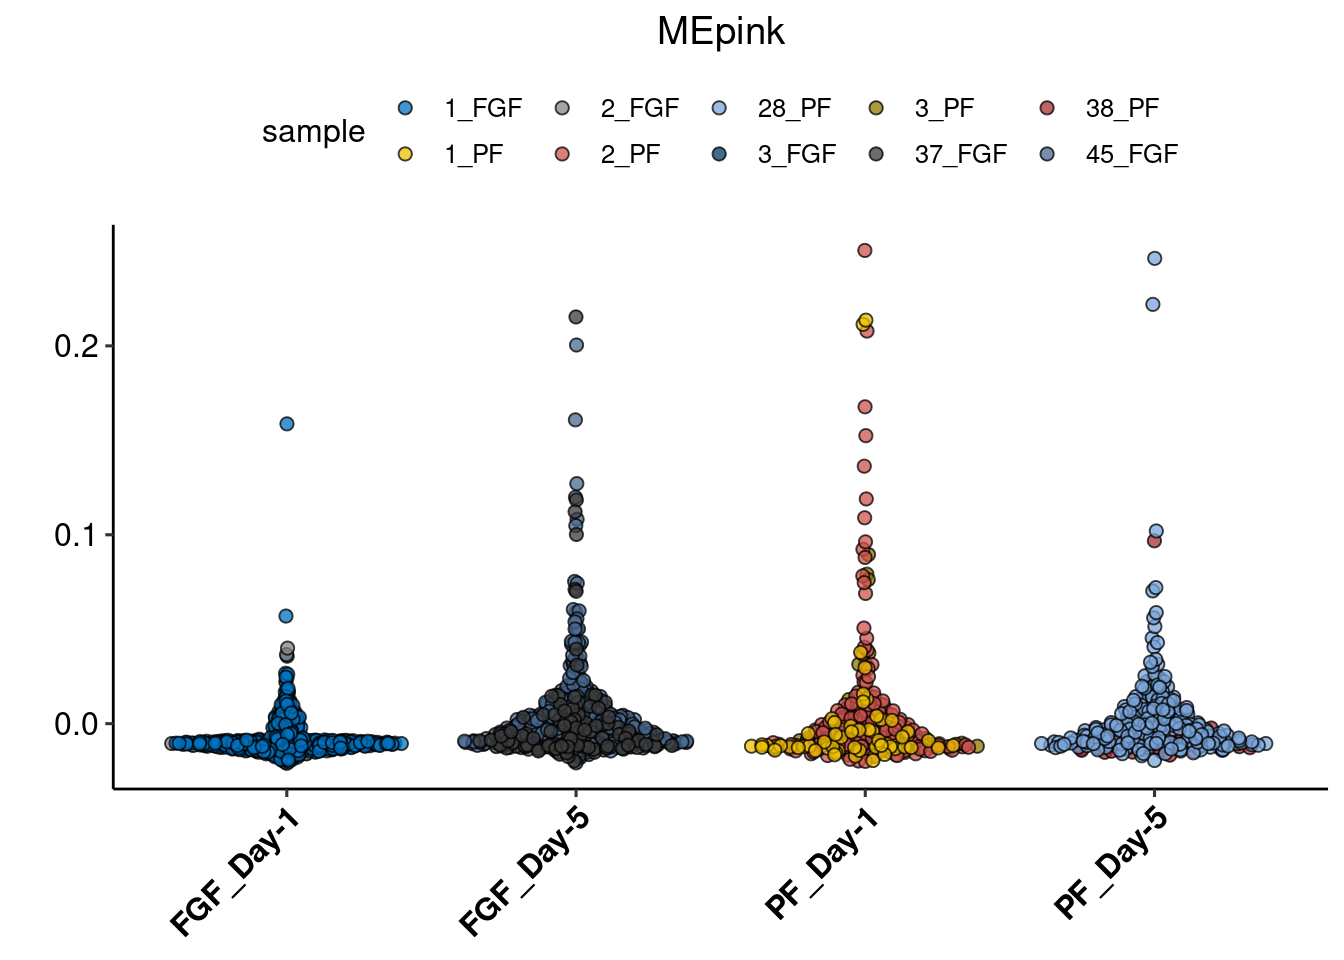 MEpink
1_FGF 2_FGF 28_PF 3_PF 38_PF
sample
1_PF 2_PF 3_FGF 37_FGF 45_FGF
0.2
0.1
0.0
FGF_Day-1 FGF_Day-5 PF_Day-1 PF_Day-5